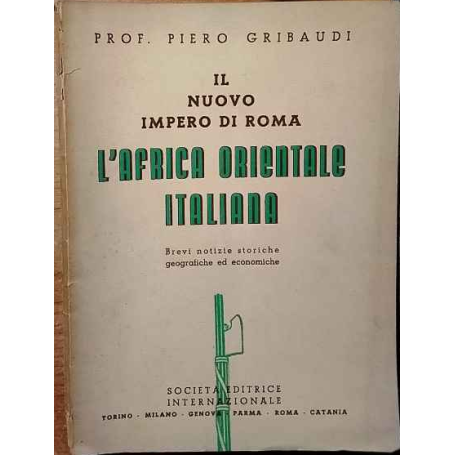 PROF. PIERO GRIBAUDI
IL
NUOVO
IMPERO DI ROMA
L'AFRICA ORIENTALE
ITALIANA
Brevi notizie storiche
geografiche ed economiche
SOCIETÀ EDITRICE
INTERNAZIONALE
TORINO - MILANO - GENOVA - PARMA - ROMA - CATANIA